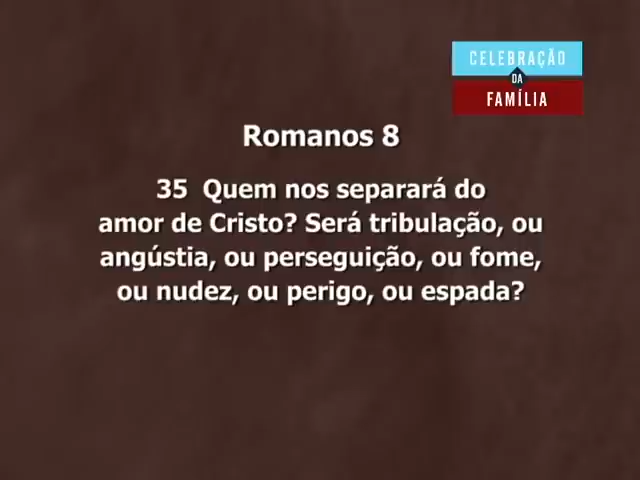 CELEBRAÇÃO
DA
FAMÍLIA
Romanos 8
35 Quem nos separará do
amor de Cristo? Será tribulação, ou
angústia, ou perseguição, ou fome,
ou nudez, ou perigo, ou espada?